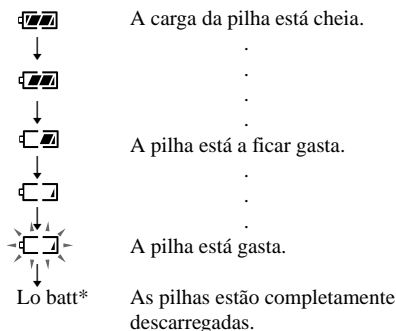 A carga da pilha está cheia.
.
.
.
.
A pilha está a ficar gasta.
.
.
.
A pilha está gasta.
Lo batt* As pilhas estão completamente
descarregadas.